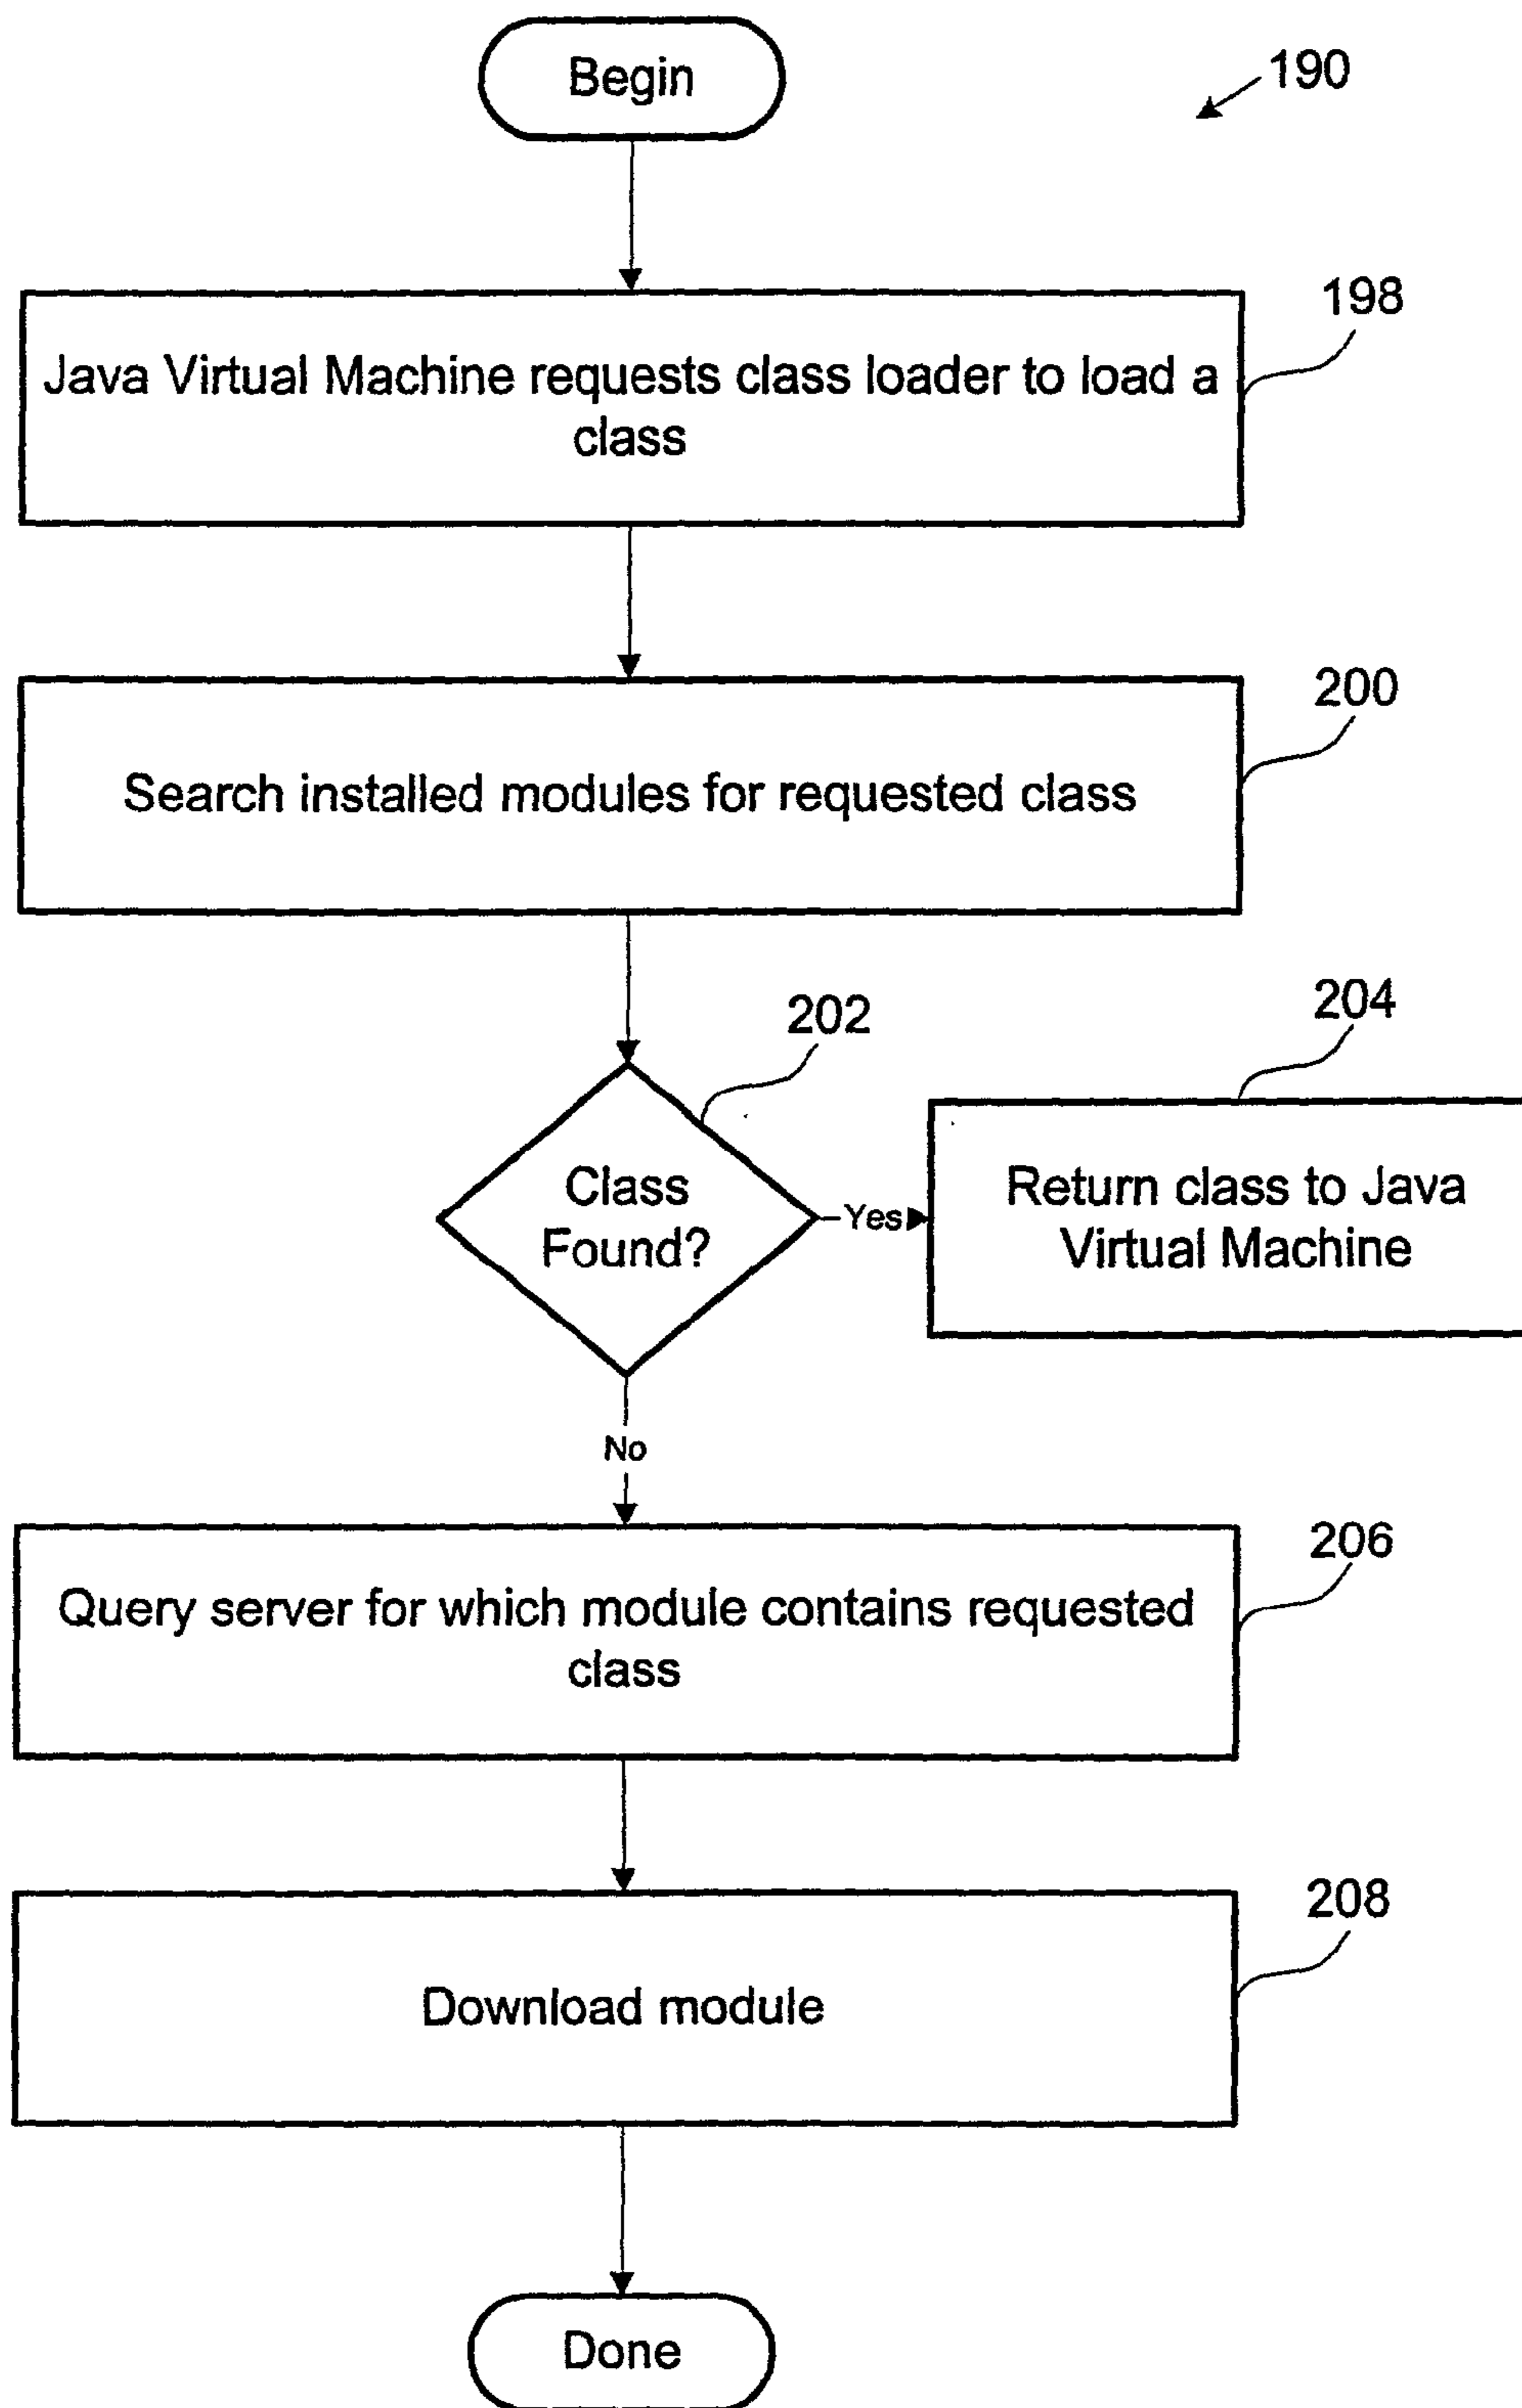 Begin
190
198
Java Virtual Machine requests class loader to load a
class
200
Search installed modules for requested class
202
204
Class
Found?
Yes
Return class to Java
Virtual Machine
No
206
Query server for which module contains requested
class
208
Download module
Done